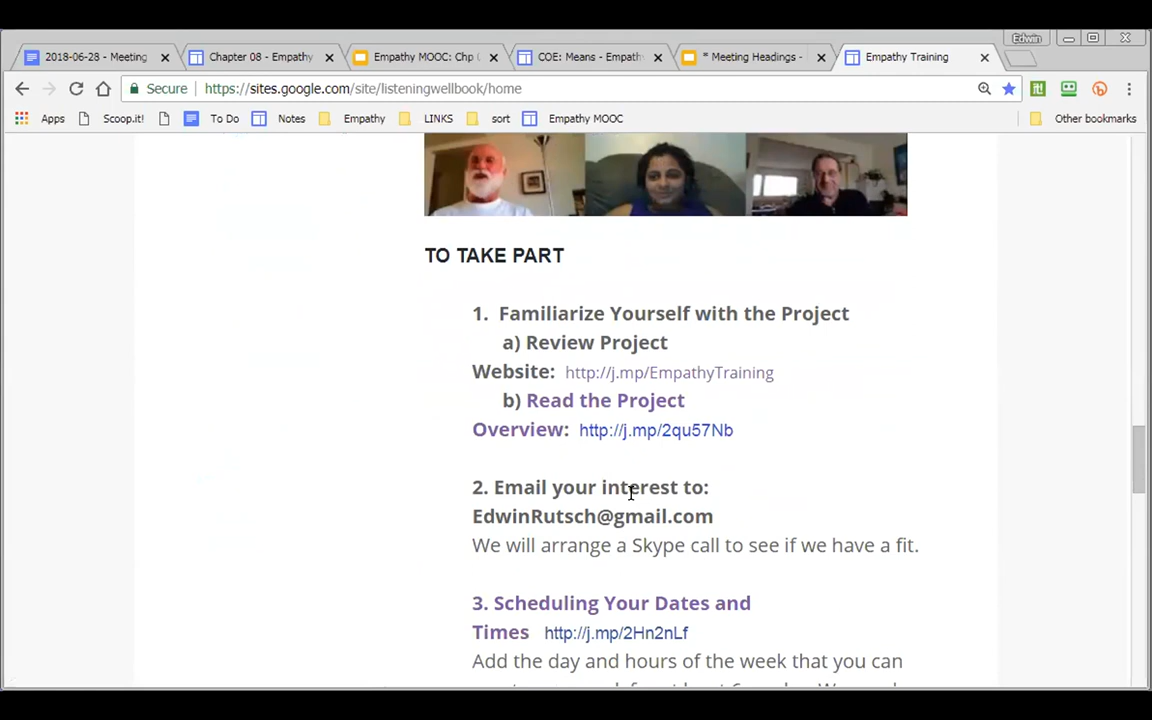 Edwin
2018-06-28 - Meeting
Chapter 08 - Empathy
Empathy MOOC: Chp
COE: Means - Empath
* Meeting Headings -
Empathy Training
Secure
https://sites.google.com/site/listeningwellbook/home
Apps
Scoop.it!
To Do
Notes
Empathy
LINKS
sort
Empathy MOOC
Other bookmarks
TO TAKE PART
1. Familiarize Yourself with the Project
a) Review Project
Website: http://j.mp/EmpathyTraining
b) Read the Project
Overview: http://j.mp/2qu57Nb
2. Email your interest to:
EdwinRutsch@gmail.com
We will arrange a Skype call to see if we have a fit.
3. Scheduling Your Dates and
Times http://j.mp/2Hn2nLf
Add the day and hours of the week that you can